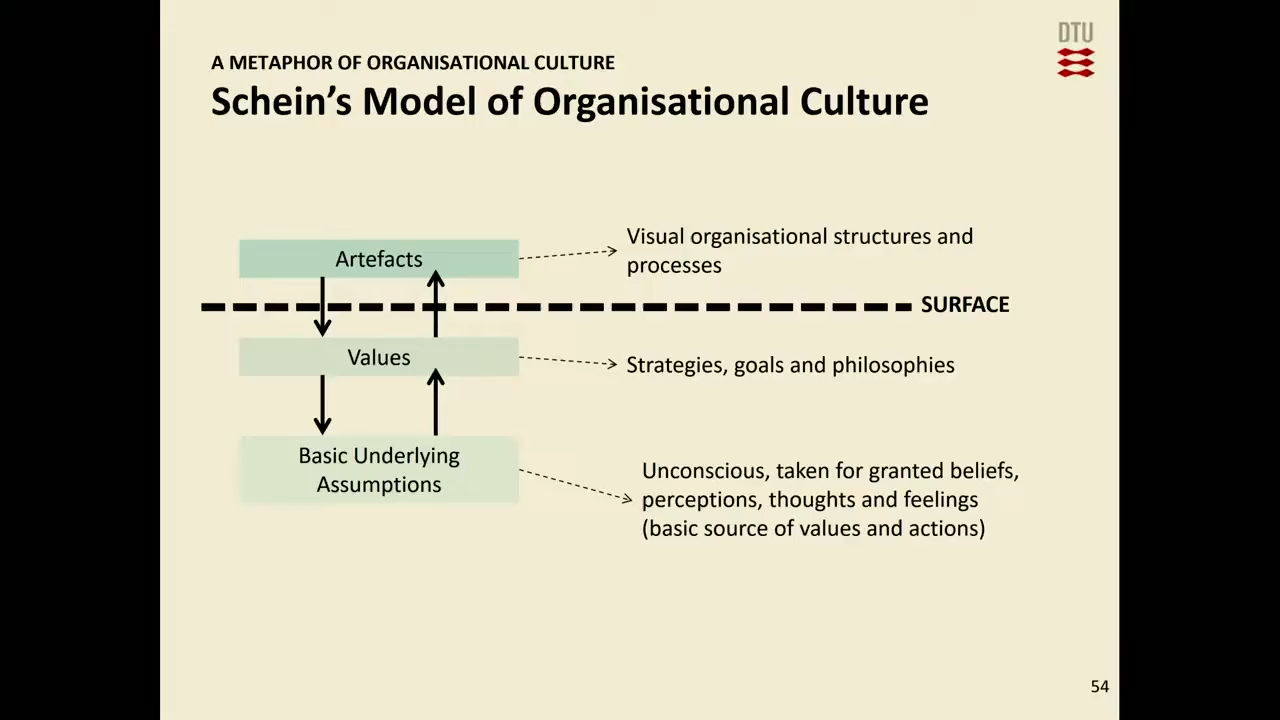 DTU
A METAPHOR OF ORGANISATIONAL CULTURE
Schein’s Model of Organisational Culture
Artefacts
Visual organisational structures and
processes
SURFACE
Values
Strategies, goals and philosophies
Basic Underlying
Assumptions
Unconscious, taken for granted beliefs,
perceptions, thoughts and feelings
(basic source of values and actions)
54